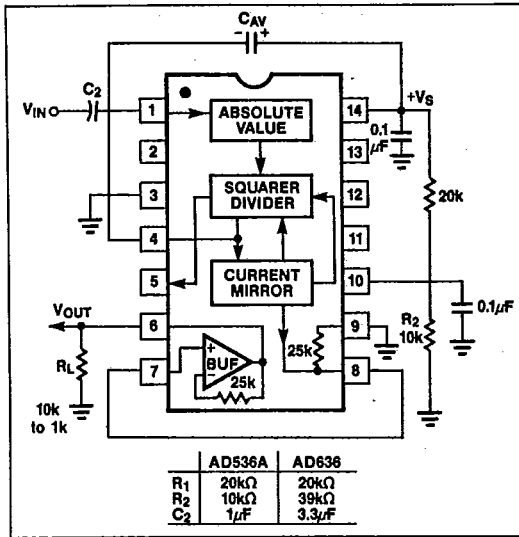 CAV
- +
C2
VIN
1
ABSOLUTE
VALUE
14
+VS
0.1
μF
2
13
20k
3
SQUARER
DIVIDER
12
4
11
5
CURRENT
MIRROR
10
0.1μF
VOUT
6
9
R2
10k
25k
7
+
BUF
-
25k
8
RL
10k
to 1k
AD536A AD636
R1 20kΩ 20kΩ
R2 10kΩ 39kΩ
C2 1μF 3.3μF